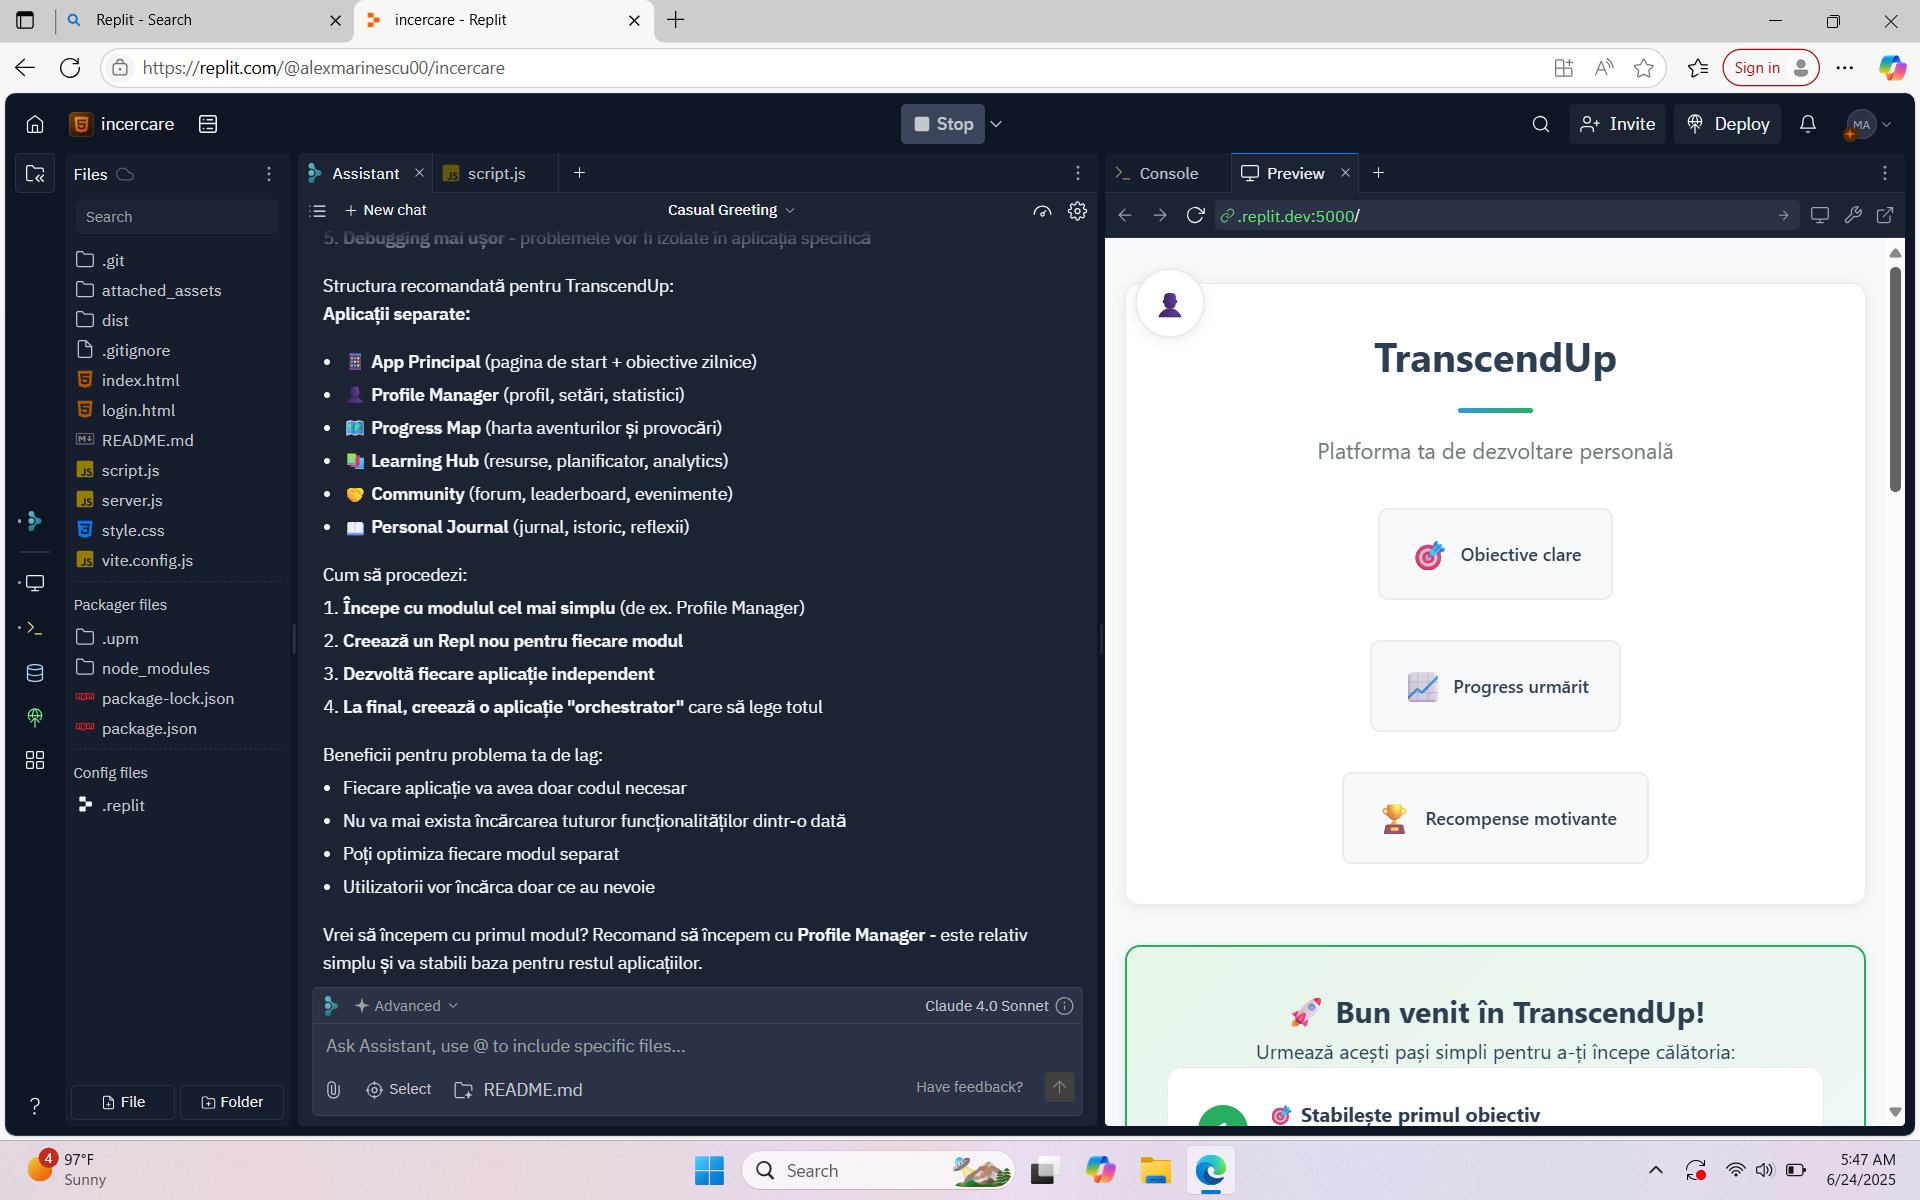 Replit - Search
incercare - Replit
https://replit.com/@alexmarinescu00/incercare
Sign in
incercare
Stop
Invite
Deploy
MA
Files
Search
.git
attached_assets
dist
.gitignore
index.html
login.html
README.md
script.js
server.js
style.css
vite.config.js
Packager files
.upm
node_modules
package-lock.json
package.json
Config files
.replit
File
Folder
Assistant
script.js
New chat
Casual Greeting
5. Debugging mai ușor - problemele vor fi izolate în aplicația specifică
Structura recomandată pentru TranscendUp:
Aplicații separate:
• App Principal (pagina de start + obiective zilnice)
• Profile Manager (profil, setări, statistici)
• Progress Map (harta aventurilor și provocări)
• Learning Hub (resurse, planificator, analytics)
• Community (forum, leaderboard, evenimente)
• Personal Journal (jurnal, istoric, reflexii)
Cum să procedezi:
1. Începe cu modulul cel mai simplu (de ex. Profile Manager)
2. Creează un Repl nou pentru fiecare modul
3. Dezvoltă fiecare aplicație independent
4. La final, creează o aplicație "orchestrator" care să lege totul
Beneficii pentru problema ta de lag:
• Fiecare aplicație va avea doar codul necesar
• Nu va mai exista încărcarea tuturor funcționalităților dintr-o dată
• Poți optimiza fiecare modul separat
• Utilizatorii vor încărca doar ce au nevoie
Vrei să începem cu primul modul? Recomand să începem cu Profile Manager - este relativ
simplu și va stabili baza pentru restul aplicațiilor.
Advanced
Claude 4.0 Sonnet
Ask Assistant, use @ to include specific files...
Select
README.md
Have feedback?
Console
Preview
.replit.dev:5000/
TranscendUp
Platforma ta de dezvoltare personală
Obiective clare
Progress urmărit
Recompense motivante
Bun venit în TranscendUp!
Urmează acești pași simpli pentru a-ți începe călătoria:
Stabilește primul obiectiv
4
97°F
Sunny
Search
5:47 AM
6/24/2025